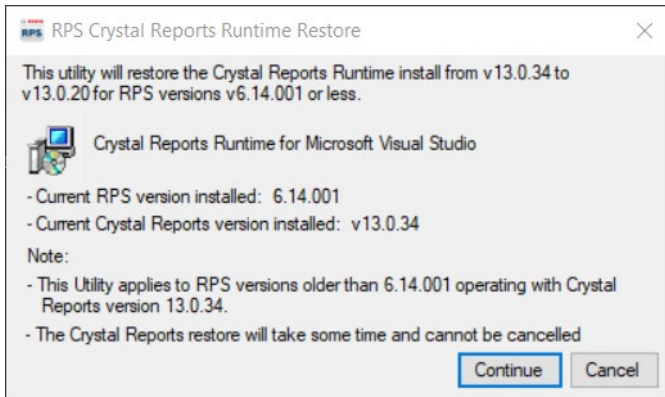 RPS RPS Crystal Reports Runtime Restore
This utility will restore the Crystal Reports Runtime install from v13.0.34 to
v13.0.20 for RPS versions v6.14.001 or less.
Crystal Reports Runtime for Microsoft Visual Studio
- Current RPS version installed: 6.14.001
- Current Crystal Reports version installed: v13.0.34
Note:
- This Utility applies to RPS versions older than 6.14.001 operating with Crystal
Reports version 13.0.34.
- The Crystal Reports restore will take some time and cannot be cancelled
Continue Cancel